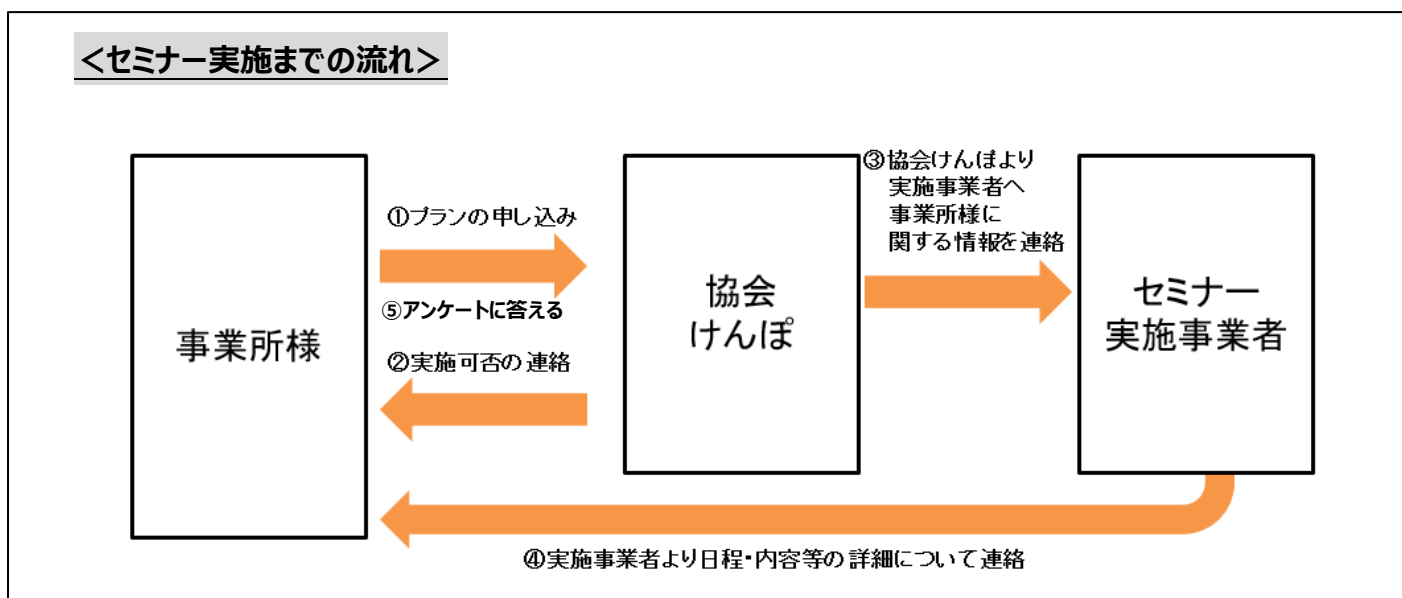 ＜セミナー実施までの流れ＞
事業所様
①プランの申し込み
⑤アンケートに答える
②実施可否の連絡
協会
けんぽ
③協会けんぽより
実施事業者へ
事業所様に
関する情報を連絡
セミナー
実施事業者
④実施事業者より日程・内容等の詳細について連絡